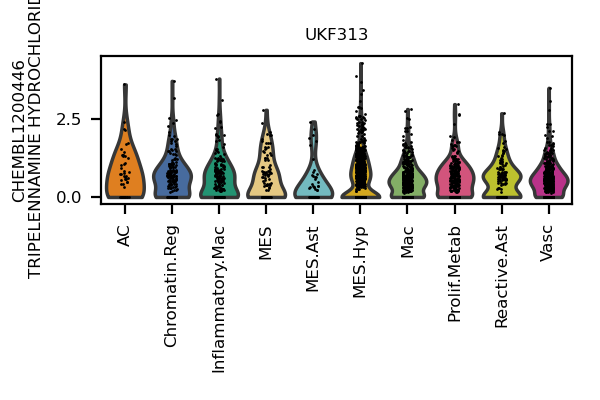 UKF313
CHEMBL1200446
TRIPELENNAMINE HYDROCHLORID
2.5
0.0
AC
Chromatin.Reg
Inflammatory.Mac
MES
MES.Ast
MES.Hyp
Mac
Prolif.Metab
Reactive.Ast
Vasc